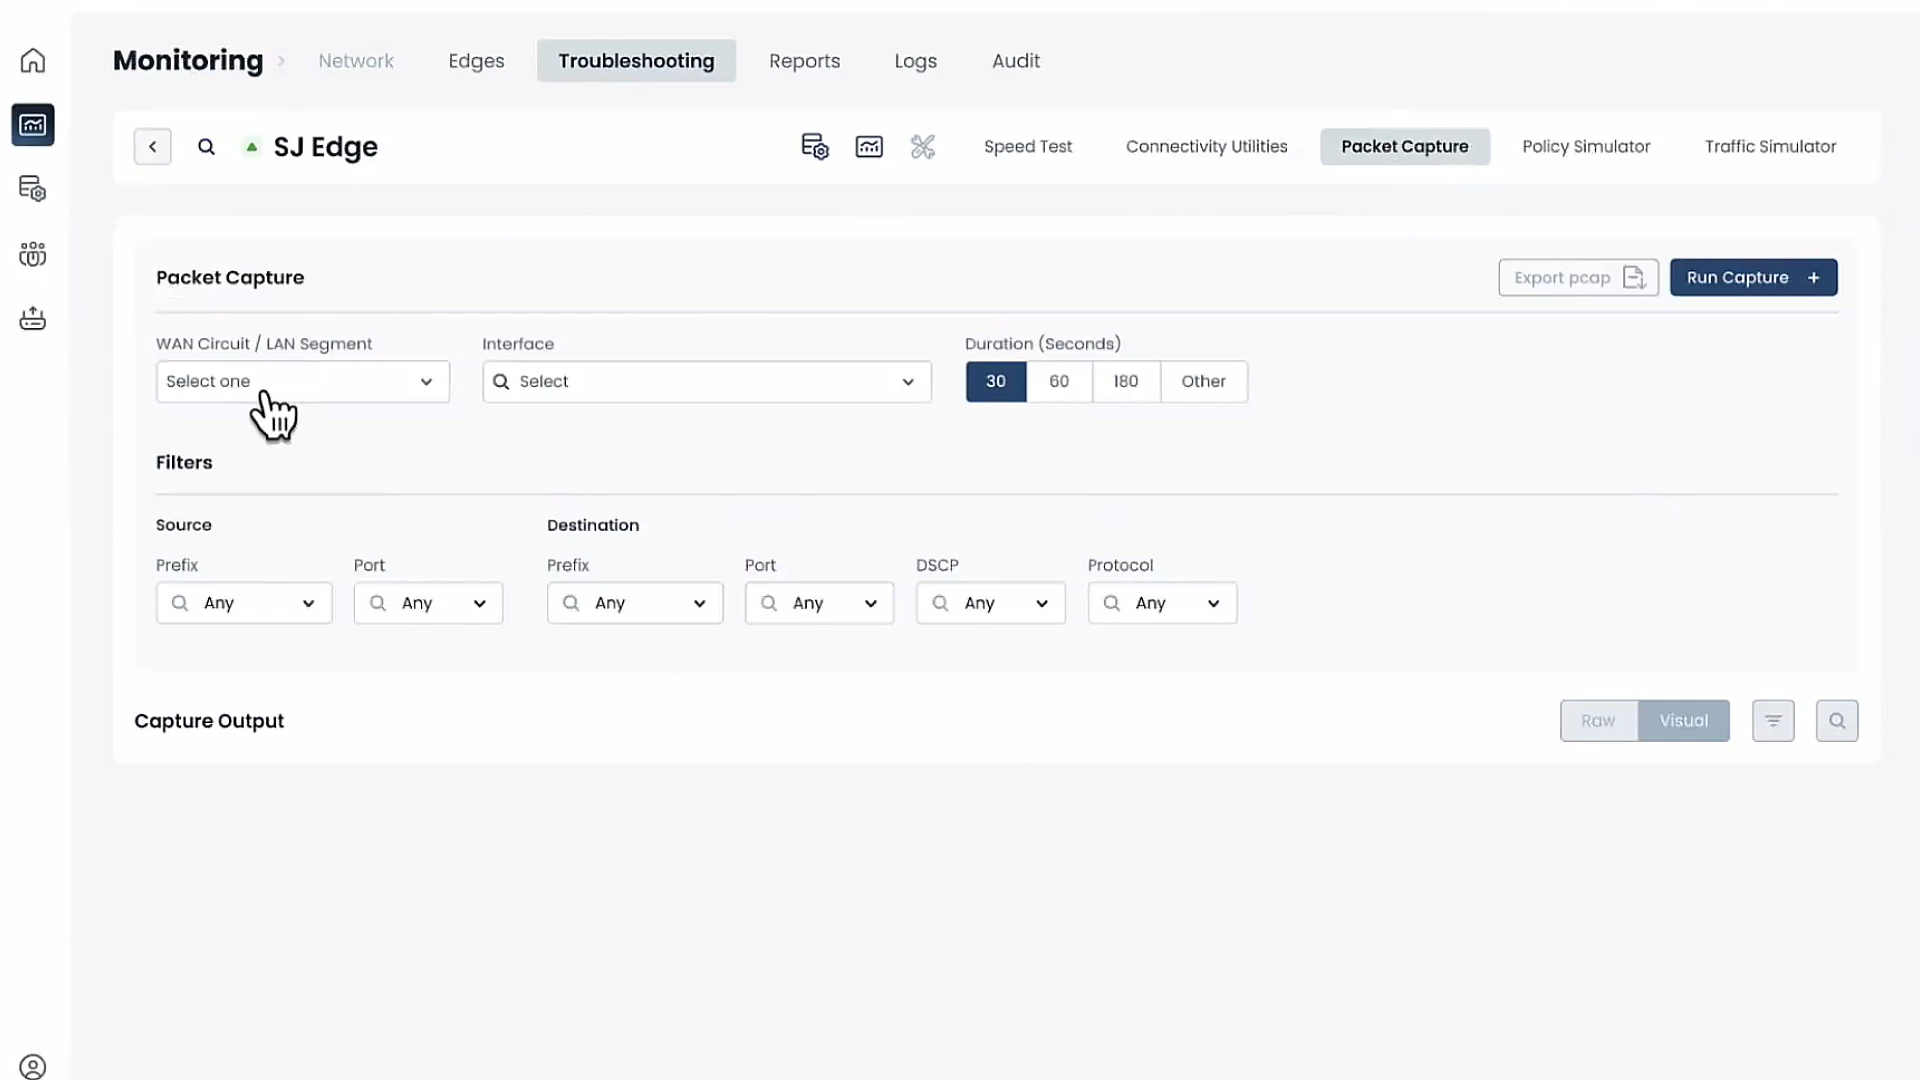 Monitoring > Network Edges Troubleshooting Reports Logs Audit
SJ Edge Speed Test Connectivity Utilities Packet Capture Policy Simulator Traffic Simulator
Packet Capture Export pcap Run Capture +
WAN Circuit / LAN Segment Interface Duration (Seconds)
Select one Select 30 60 180 Other
Filters
Source Destination
Prefix Port Prefix Port DSCP Protocol
Any Any Any Any Any Any
Capture Output Raw Visual